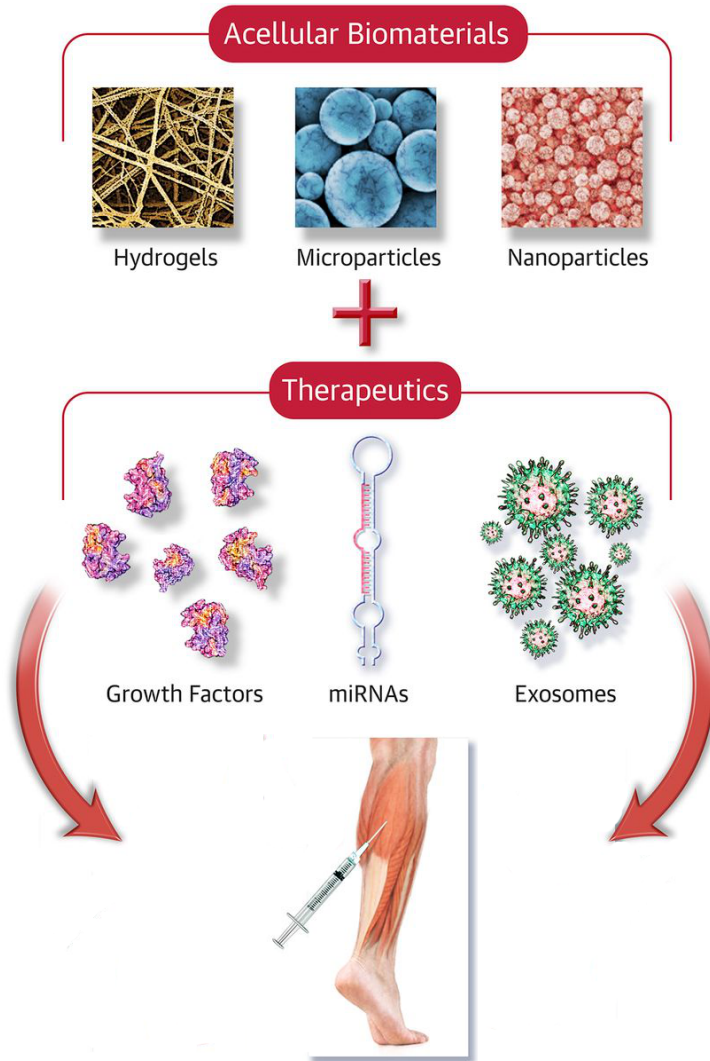 Acellular Biomaterials
Hydrogels
Microparticles
Nanoparticles
Therapeutics
Growth Factors
miRNAs
Exosomes